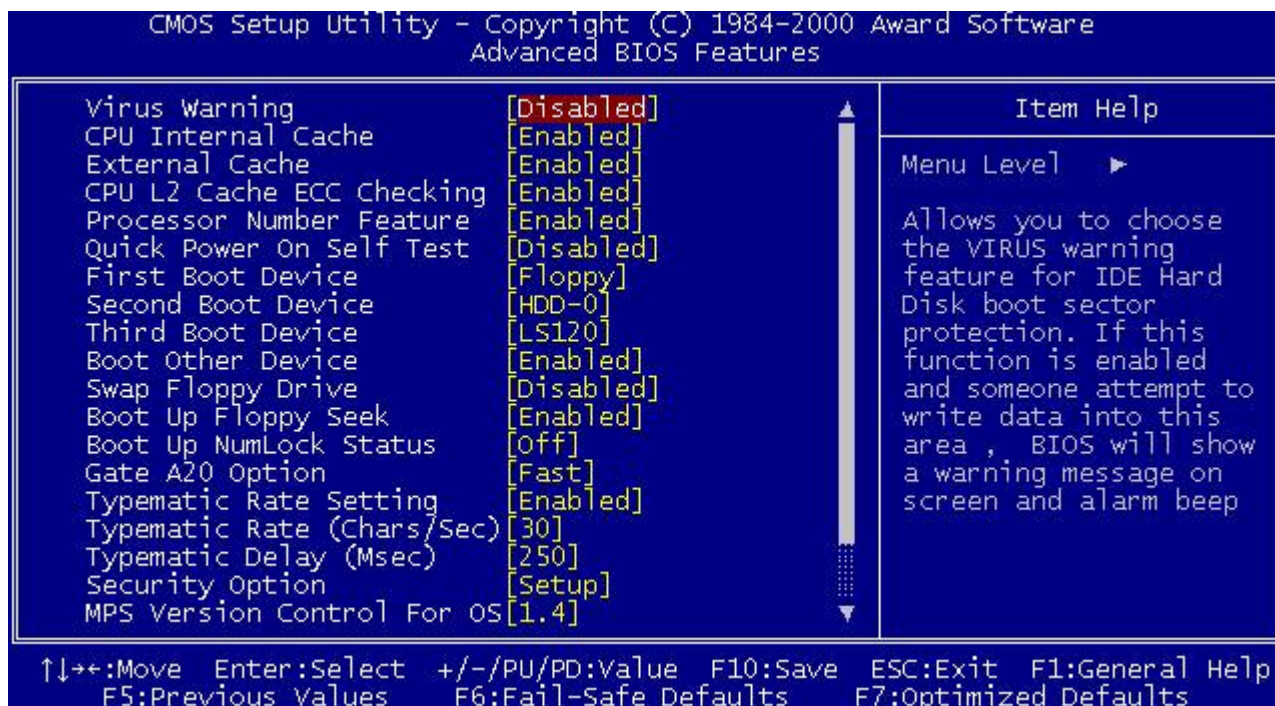 CMOS Setup Utility - Copyright (C) 1984-2000 Award Software
Advanced BIOS Features
Virus Warning [Disabled]
CPU Internal Cache [Enabled]
External Cache [Enabled]
CPU L2 Cache ECC Checking [Enabled]
Processor Number Feature [Enabled]
Quick Power On Self Test [Disabled]
First Boot Device [Floppy]
Second Boot Device [HDD-0]
Third Boot Device [LS120]
Boot Other Device [Enabled]
Swap Floppy Drive [Disabled]
Boot Up Floppy Seek [Enabled]
Boot Up NumLock Status [Off]
Gate A20 Option [Fast]
Typematic Rate Setting [Enabled]
Typematic Rate (Chars/Sec)[30]
Typematic Delay (Msec) [250]
Security Option [Setup]
MPS Version Control For OS[1.4]
Item Help
Menu Level ►
Allows you to choose
the VIRUS warning
feature for IDE Hard
Disk boot sector
protection. If this
function is enabled
and someone attempt to
write data into this
area , BIOS will show
a warning message on
screen and alarm beep
↑↓→←:Move Enter:Select +/-/PU/PD:Value F10:Save ESC:Exit F1:General Help
F5:Previous Values F6:Fail-Safe Defaults F7:Optimized Defaults